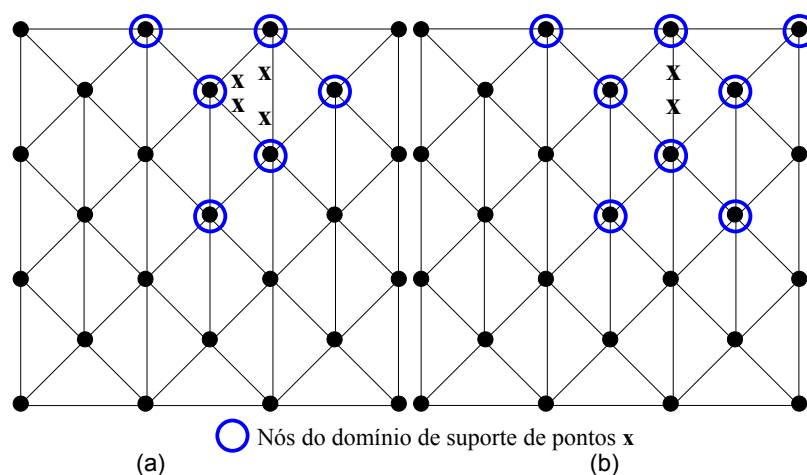 x x
x x
x
x
Nós do domínio de suporte de pontos x
(a) (b)